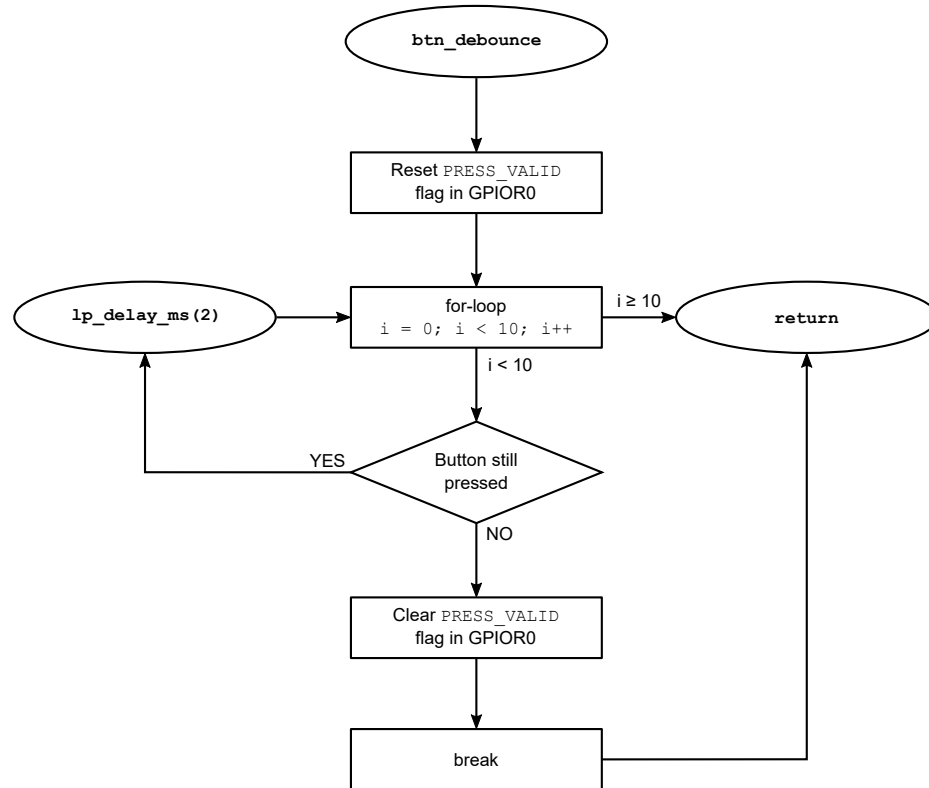 btn_debounce
Reset PRESS_VALID
flag in GPIOR0
lp_delay_ms(2)
for-loop
i = 0; i < 10; i++
i ≥ 10
return
i < 10
YES
Button still
pressed
NO
Clear PRESS_VALID
flag in GPIOR0
break